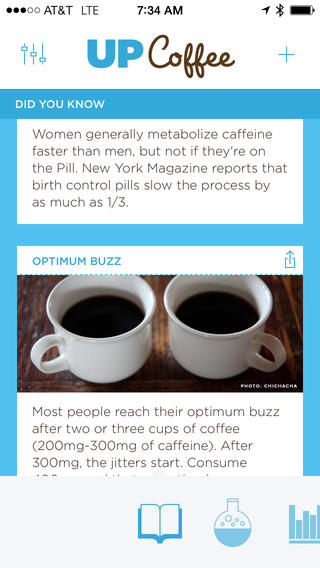 AT&T LTE 7:34 AM
UP Coffee
DID YOU KNOW
Women generally metabolize caffeine
faster than men, but not if they're on
the Pill. New York Magazine reports that
birth control pills slow the process by
as much as 1/3.
OPTIMUM BUZZ
PHOTO: CHICHACHA
Most people reach their optimum buzz
after two or three cups of coffee
(200mg-300mg of caffeine). After
300mg, the jitters start. Consume